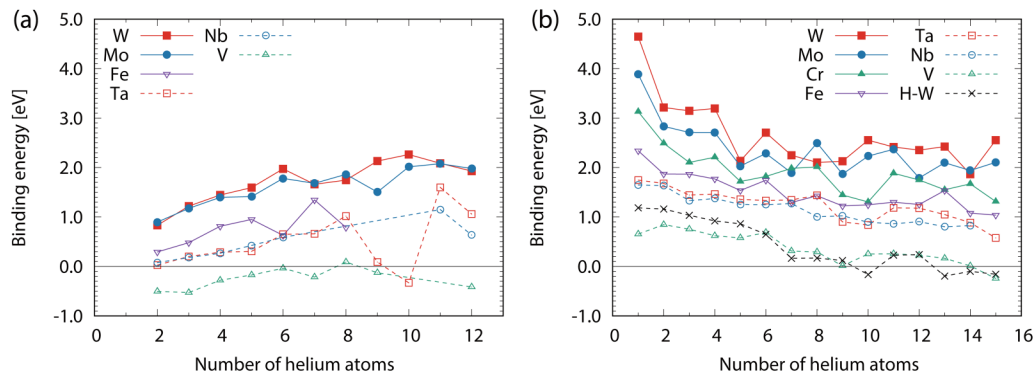 (a)
5.0
4.0
3.0
2.0
1.0
0.0
-1.0
Binding energy [eV]
W
Mo
Fe
Ta
Nb
V
0 2 4 6 8 10 12
Number of helium atoms
(b)
5.0
4.0
3.0
2.0
1.0
0.0
-1.0
Binding energy [eV]
W
Mo
Cr
Fe
Ta
Nb
V
H-W
0 2 4 6 8 10 12 14 16
Number of helium atoms